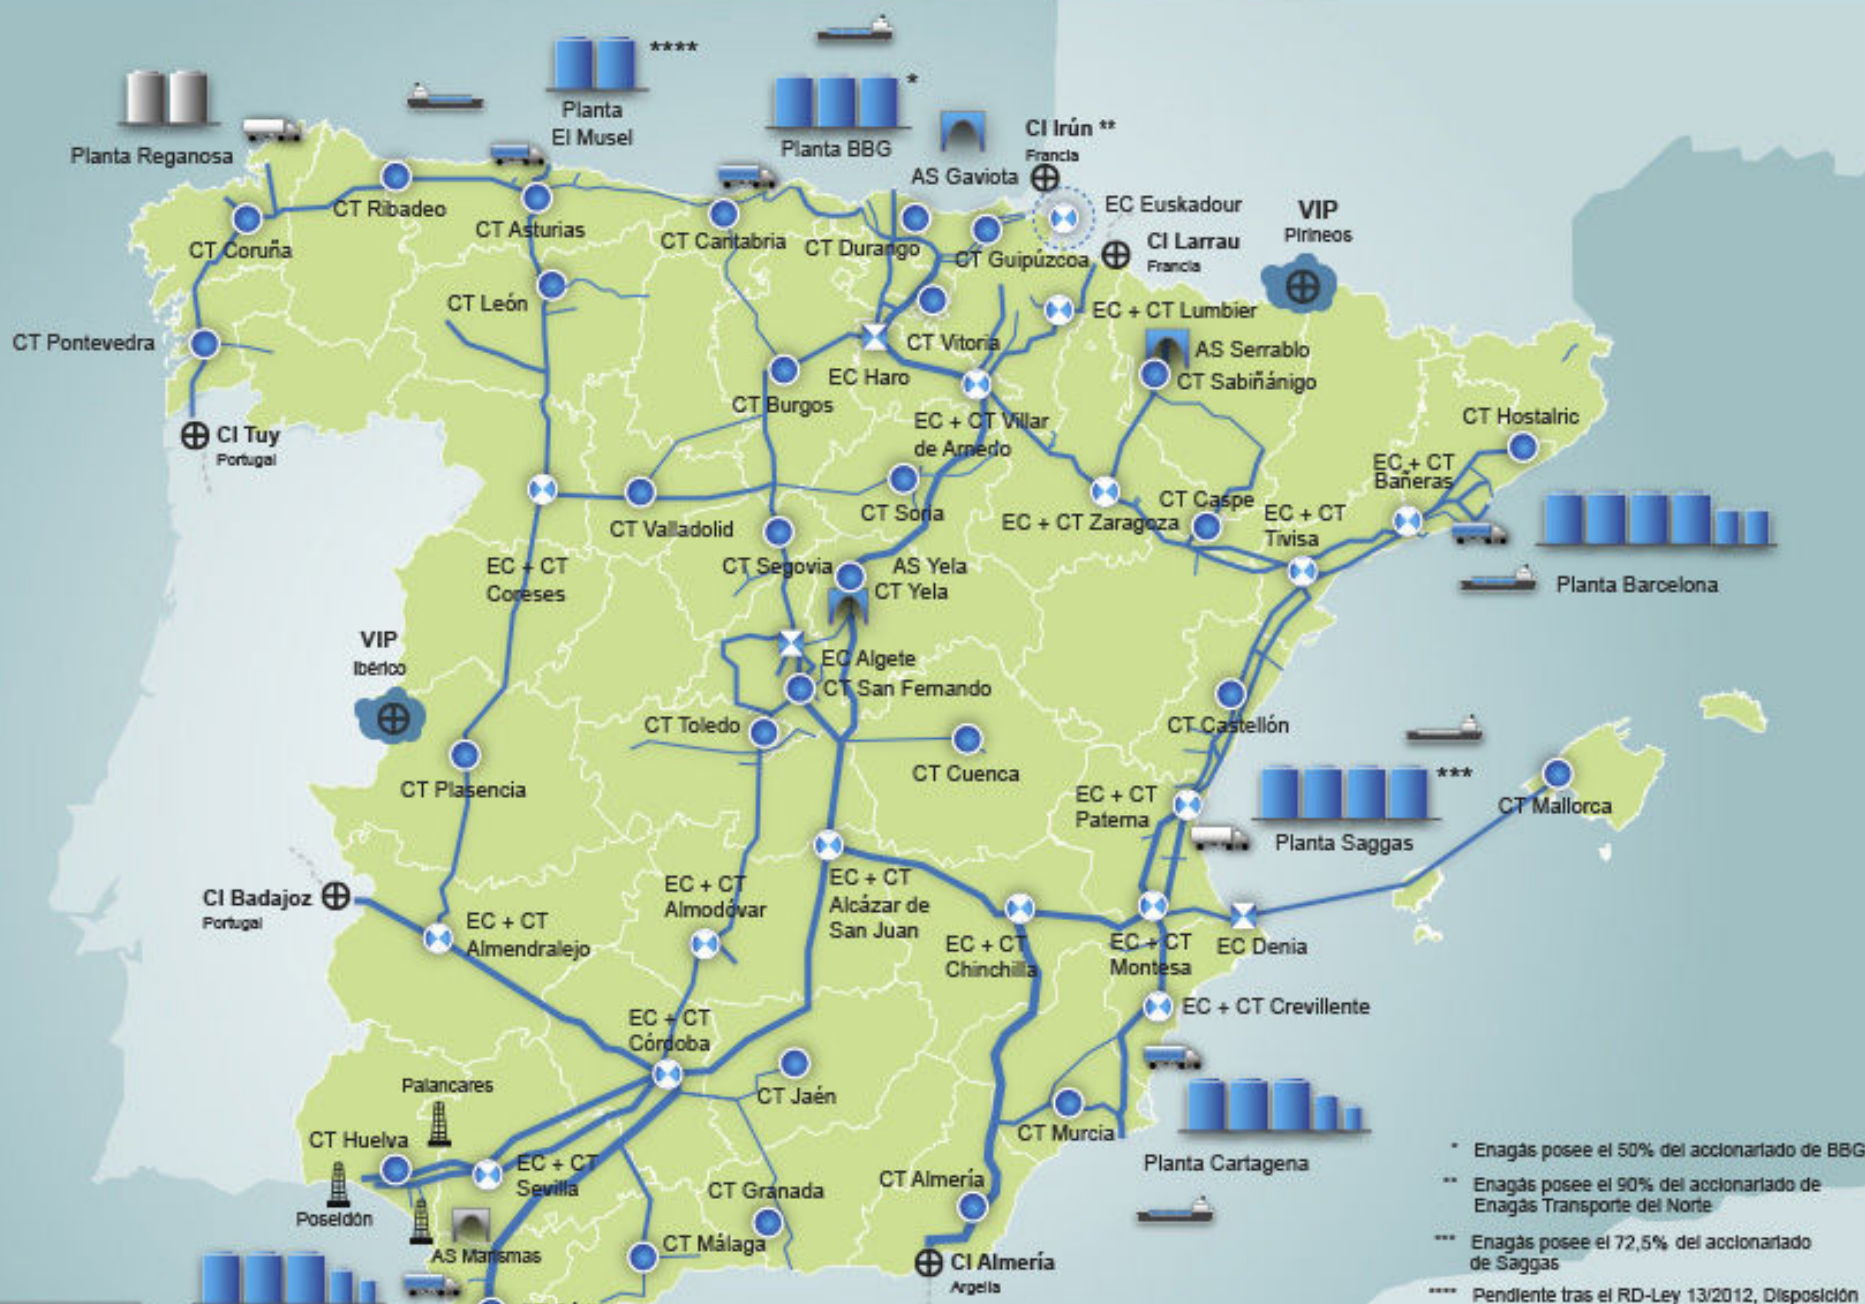 ****
Planta
El Musel
*
Planta BBG
Planta Reganosa
CI Irún **
Francia
AS Gaviota
EC Euskadour
VIP
Pirineos
CT Ribadeo
CT Asturias
CT Coruña
CT Cantabria
CT Durango
CT Guipúzcoa
CI Larrau
Francia
CT León
EC + CT Lumbier
CT Pontevedra
CT Vitoria
AS Serrablo
EC Haro
CT Sabiñánigo
CT Burgos
EC + CT Villar
de Arnedo
CT Hostalric
CI Tuy
Portugal
EC + CT
Bañeras
CT Caspe
CT Soria
EC + CT Zaragoza
EC + CT
Tivisa
CT Valladolid
CT Segovia
AS Yela
CT Yela
EC + CT
Coreses
Planta Barcelona
VIP
Ibérico
EC Algete
CT San Fernando
CT Toledo
CT Castellón
CT Cuenca
***
CT Plasencia
EC + CT
Paterna
CT Mallorca
Planta Saggas
CI Badajoz
Portugal
EC + CT
Almodóvar
EC + CT
Alcázar de
San Juan
EC + CT
Almendralejo
EC + CT
Chinchilla
EC + CT
Montesa
EC Denia
EC + CT Crevillente
EC + CT
Córdoba
Palancares
CT Jaén
CT Huelva
CT Murcia
Planta Cartagena
EC + CT
Sevilla
CT Granada
CT Almería
Poseidón
AS Marismas
CT Málaga
CI Almería
Argelia
* Enagás posee el 50% del accionariado de BBG
** Enagás posee el 90% del accionariado de
Enagás Transporte del Norte
*** Enagás posee el 72,5% del accionariado
de Saggas
**** Pendiente tras el RD-Ley 13/2012, Disposición